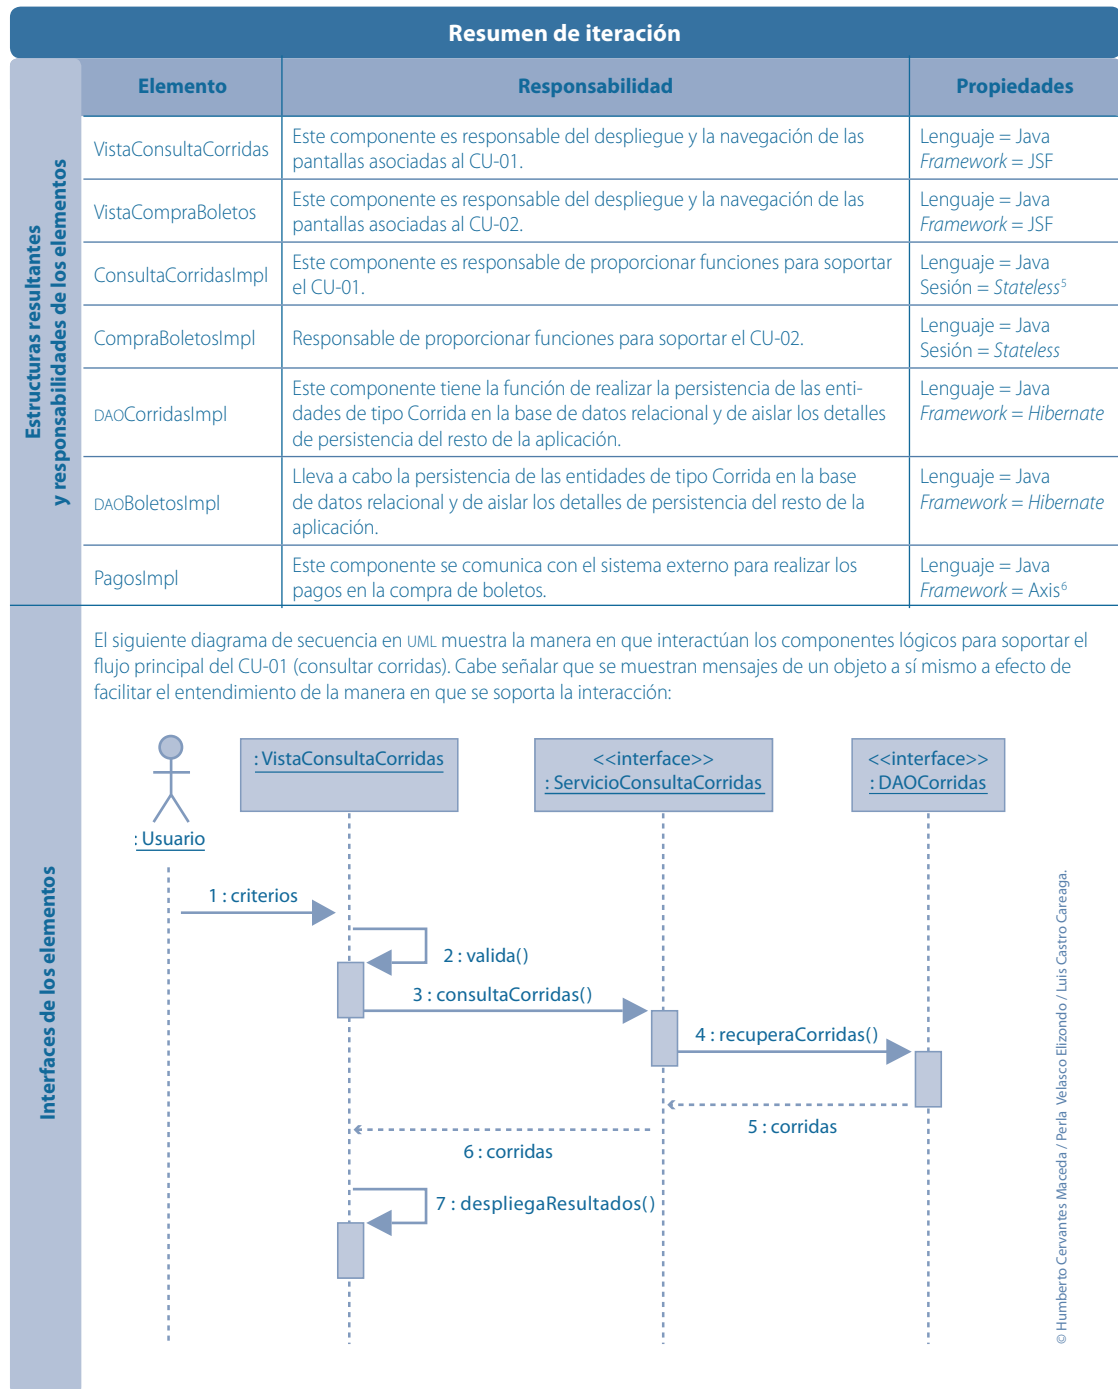 Resumen de iteración
Estructuras resultantes
y responsabilidades de los elementos
Elemento
Responsabilidad
Propiedades
VistaConsultaCorridas
Este componente es responsable del despliegue y la navegación de las
pantallas asociadas al CU-01.
Lenguaje = Java
Framework = JSF
VistaCompraBoletos
Este componente es responsable del despliegue y la navegación de las
pantallas asociadas al CU-02.
Lenguaje = Java
Framework = JSF
ConsultaCorridasImpl
Este componente es responsable de proporcionar funciones para soportar
el CU-01.
Lenguaje = Java
Sesión = Stateless⁵
CompraBoletosImpl
Responsable de proporcionar funciones para soportar el CU-02.
Lenguaje = Java
Sesión = Stateless
DAOCorridasImpl
Este componente tiene la función de realizar la persistencia de las enti-
dades de tipo Corrida en la base de datos relacional y de aislar los detalles
de persistencia del resto de la aplicación.
Lenguaje = Java
Framework = Hibernate
DAOBoletosImpl
Lleva a cabo la persistencia de las entidades de tipo Corrida en la base
de datos relacional y de aislar los detalles de persistencia del resto de la
aplicación.
Lenguaje = Java
Framework = Hibernate
PagosImpl
Este componente se comunica con el sistema externo para realizar los
pagos en la compra de boletos.
Lenguaje = Java
Framework = Axis⁶
Interfaces de los elementos
El siguiente diagrama de secuencia en UML muestra la manera en que interactúan los componentes lógicos para soportar el
flujo principal del CU-01 (consultar corridas). Cabe señalar que se muestran mensajes de un objeto a sí mismo a efecto de
facilitar el entendimiento de la manera en que se soporta la interacción:
: Usuario
: VistaConsultaCorridas
<<interface>>
: ServicioConsultaCorridas
<<interface>>
: DAOCorridas
1 : criterios
2 : valida()
3 : consultaCorridas()
4 : recuperaCorridas()
5 : corridas
6 : corridas
7 : despliegaResultados()
© Humberto Cervantes Maceda / Perla Velasco Elizondo / Luis Castro Careaga.